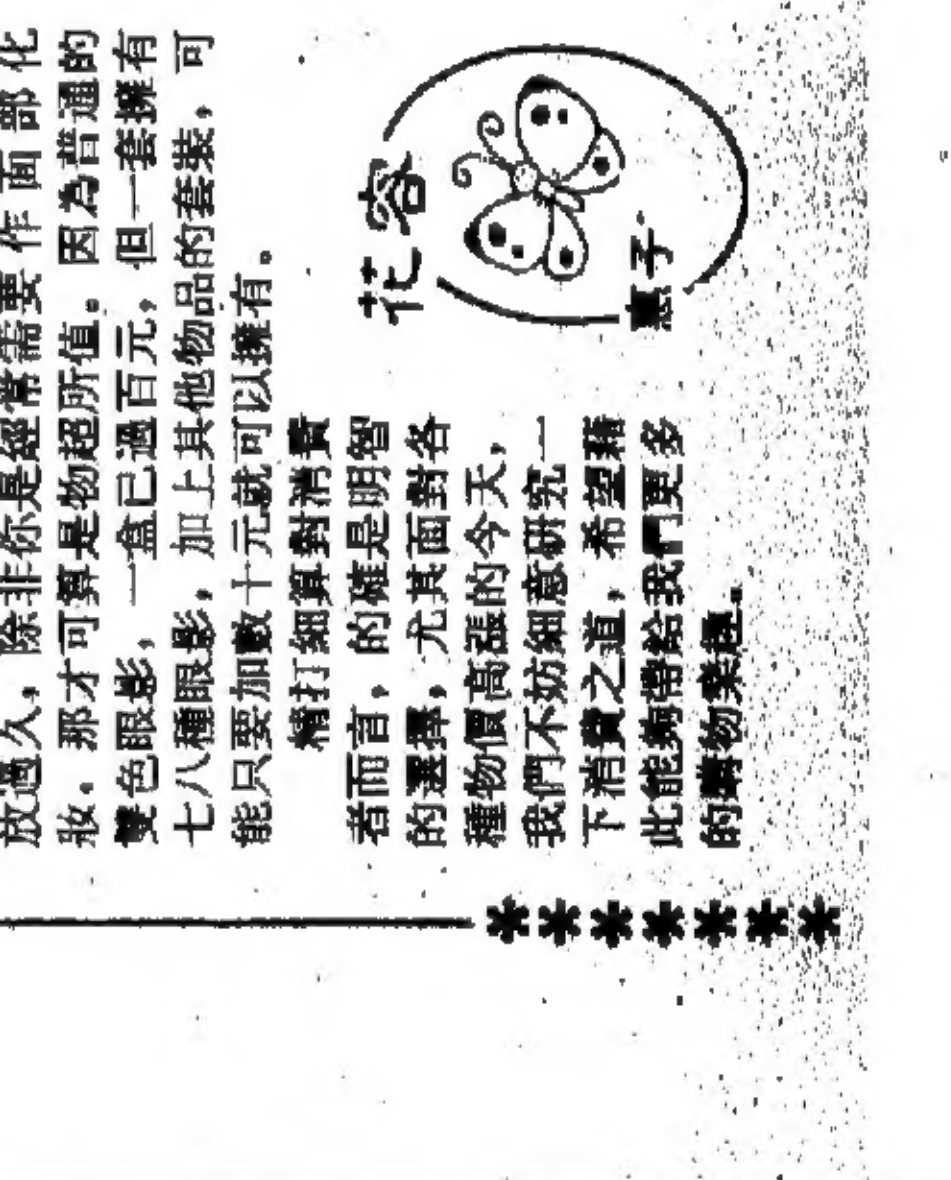 放過久，除非你是經常需要作面部化
妝。那才可算是物超所值。因為普通的
雙色眼影，一盒已過百元，但一套擁有
七八種眼影，加上其他物品的套裝，可
能只要加數十元就可以擁有。
精打細算對消費
者而言，的確是明智
的選擇，尤其面對各
種物價高漲的今天，
我們不妨細意研究一
下消費之道，希望藉
此能夠帶給我們更多
的購物樂趣。
花容
子